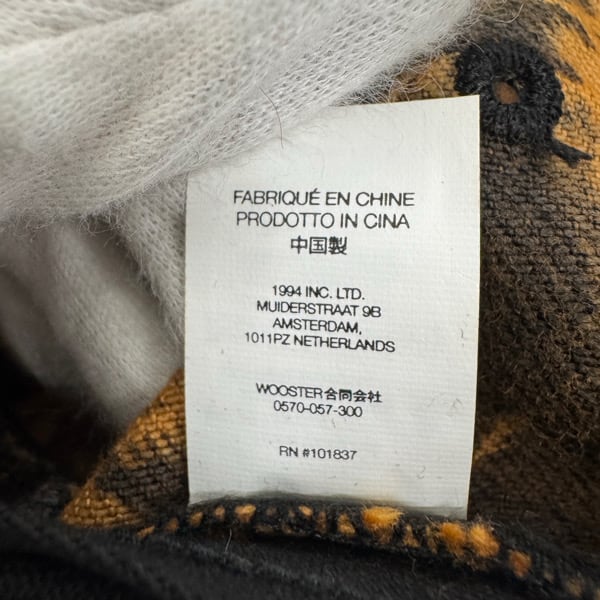 FABRIQUÉ EN CHINE
PRODOTTO IN CINA
中国製
1994 INC. LTD.
MUIDERSTRAAT 9B
AMSTERDAM,
1011PZ NETHERLANDS
WOOSTER合同会社
0570-057-300
RN #101837